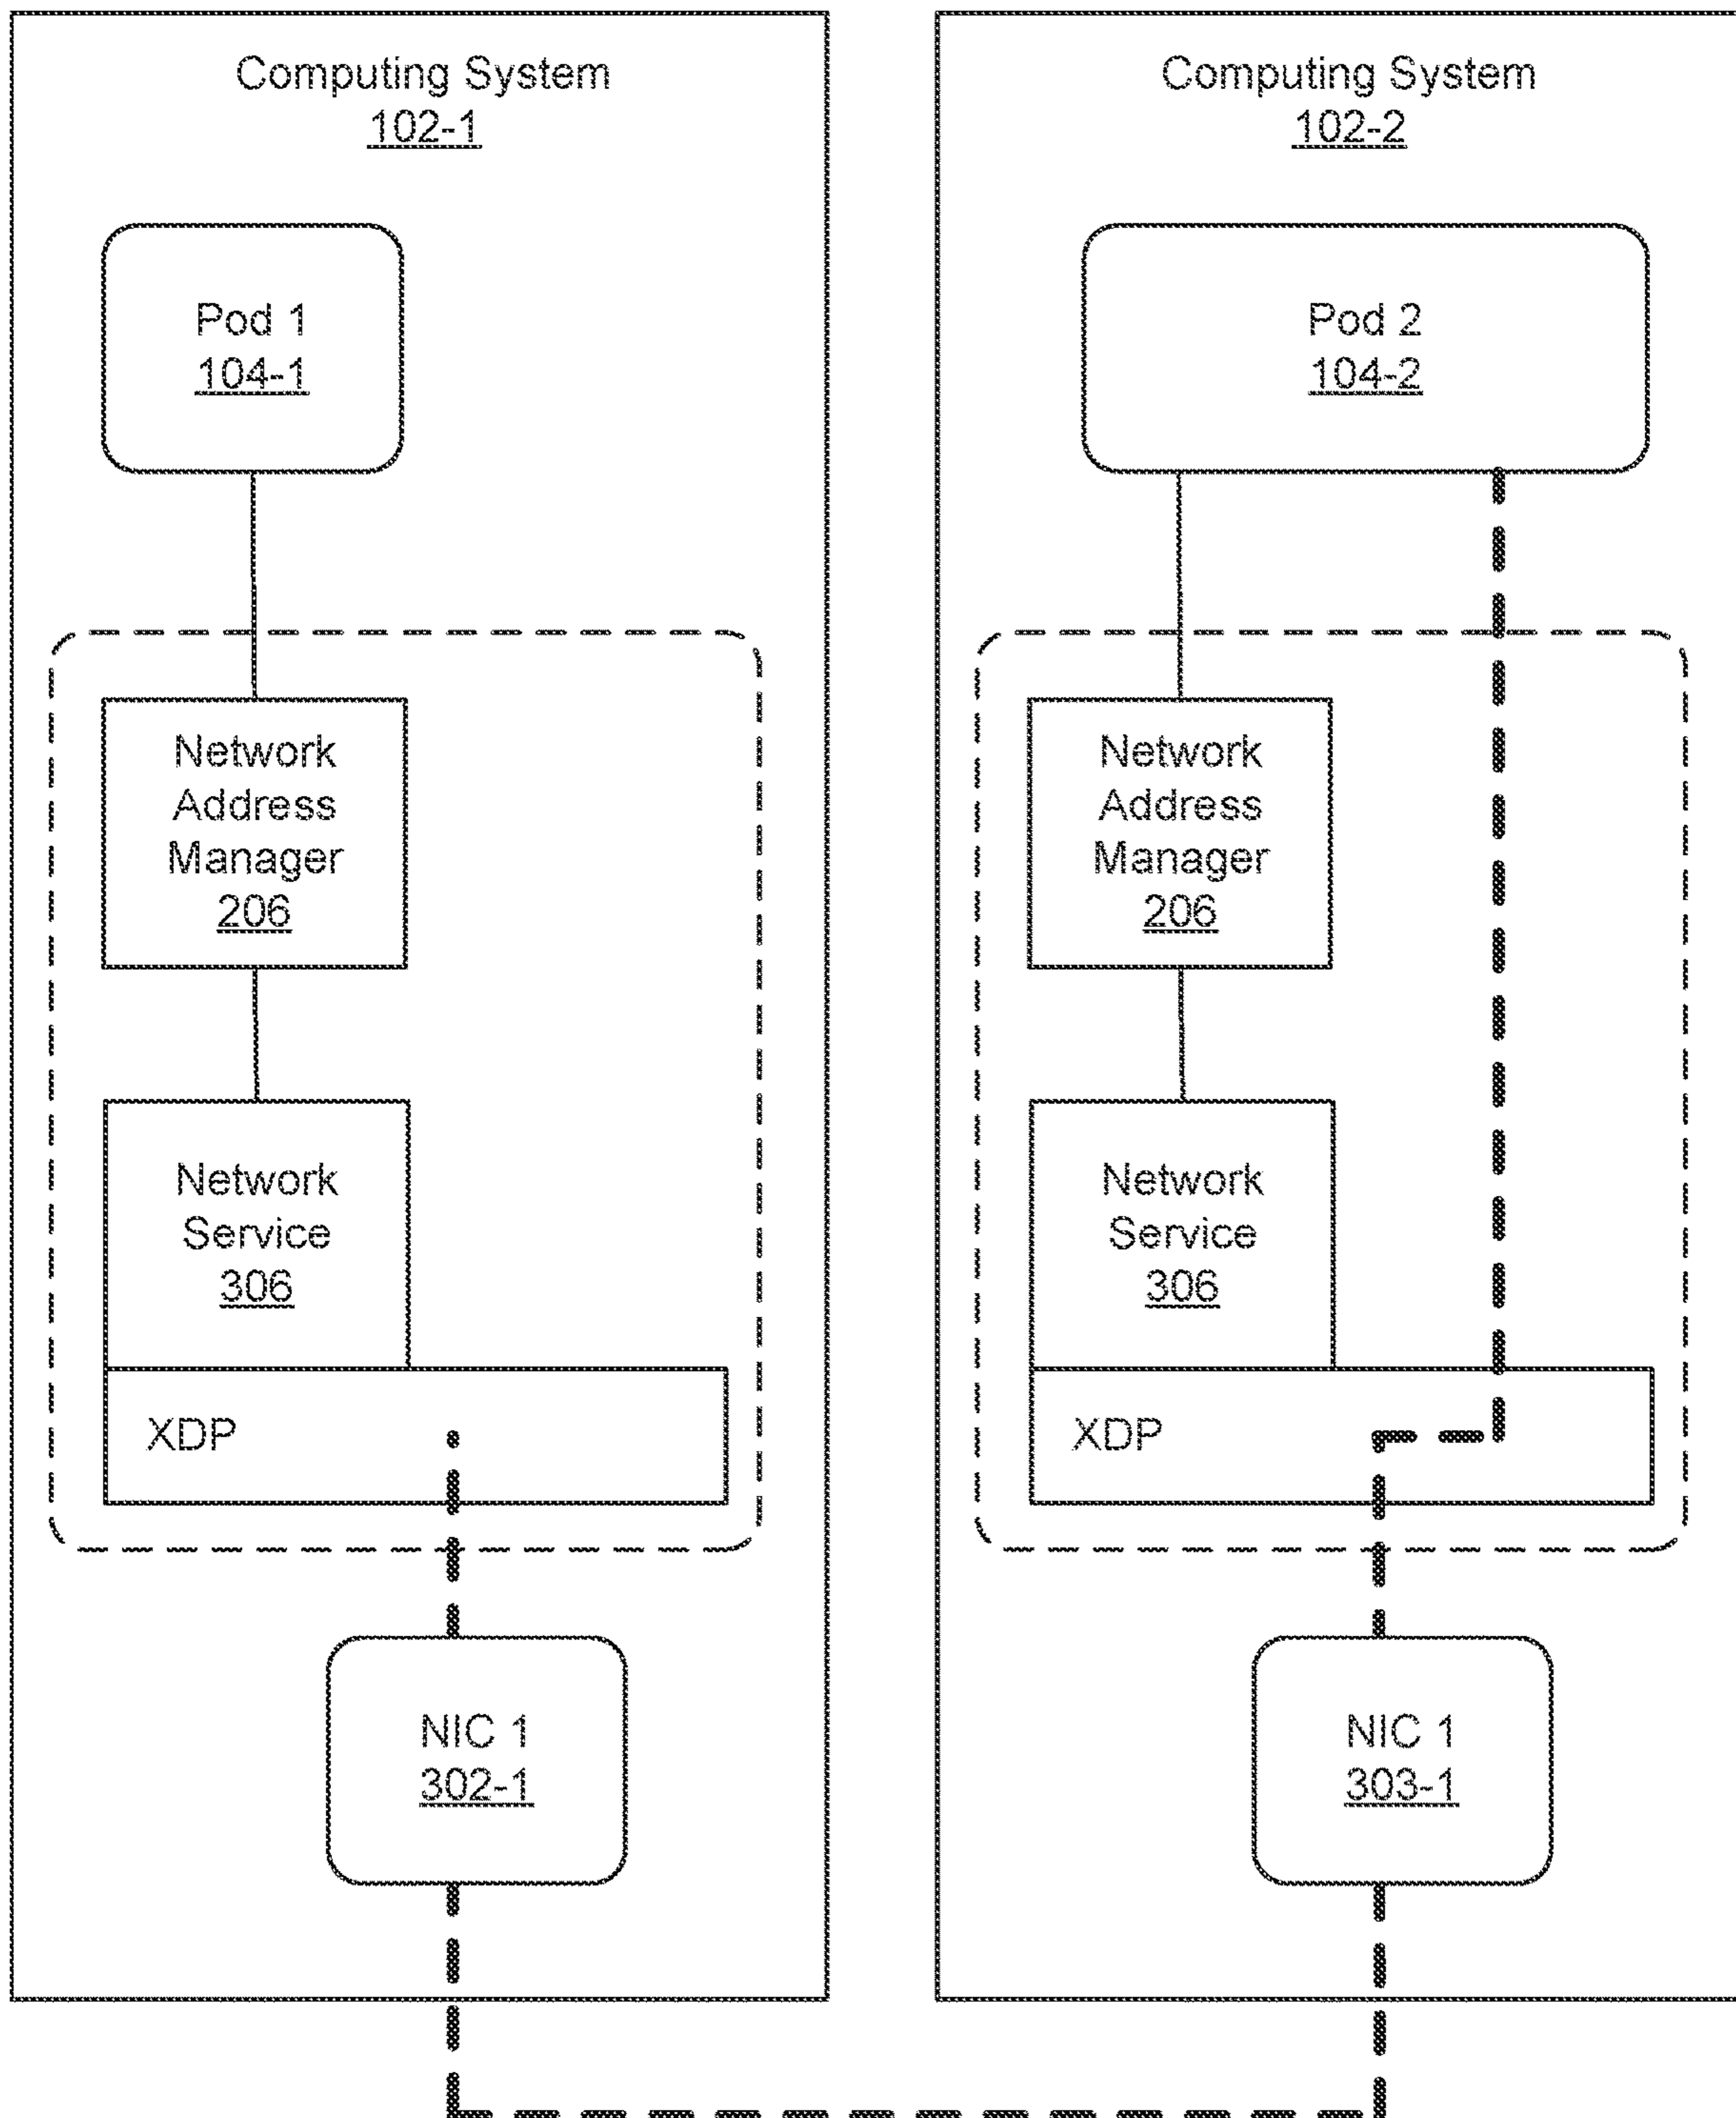 Computing System
102-1
Pod 1
104-1
Network
Address
Manager
206
Network
Service
306
XDP
NIC 1
302-1
Computing System
102-2
Pod 2
104-2
Network
Address
Manager
206
Network
Service
306
XDP
NIC 1
303-1